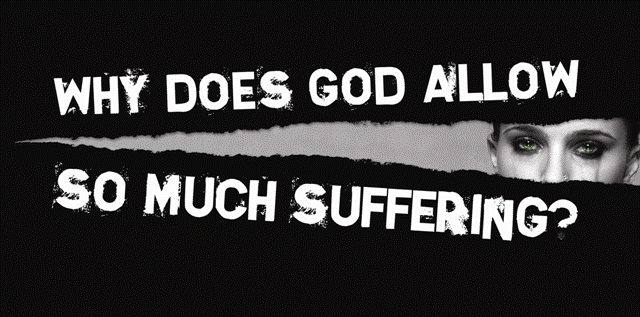 WHY DOES GOD ALLOW
SO MUCH SUFFERING?